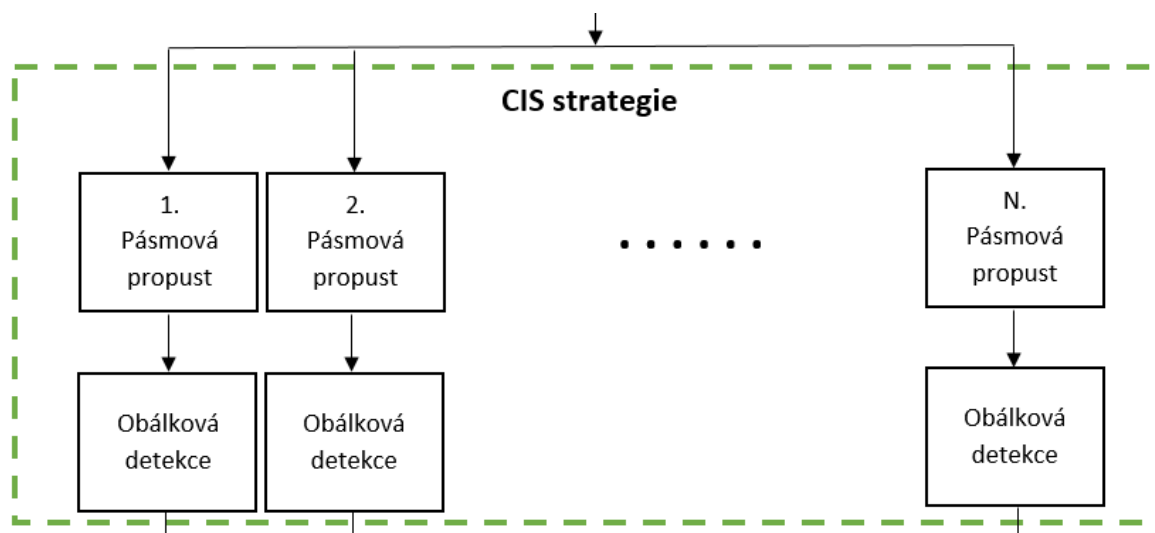 CIS strategie
1.
Pásmová
propust
2.
Pásmová
propust
......
N.
Pásmová
propust
Obálková
detekce
Obálková
detekce
Obálková
detekce